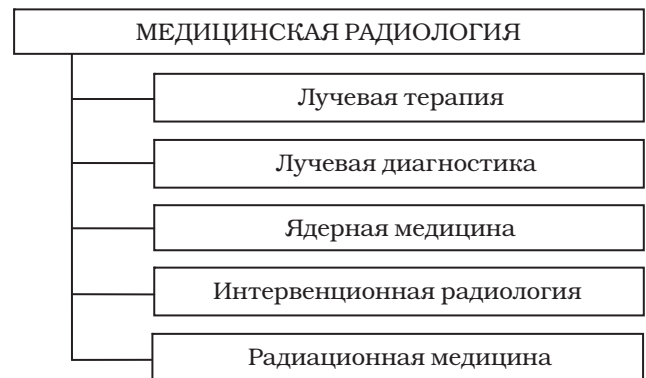 МЕДИЦИНСКАЯ РАДИОЛОГИЯ
Лучевая терапия
Лучевая диагностика
Ядерная медицина
Интервенционная радиология
Радиационная медицина